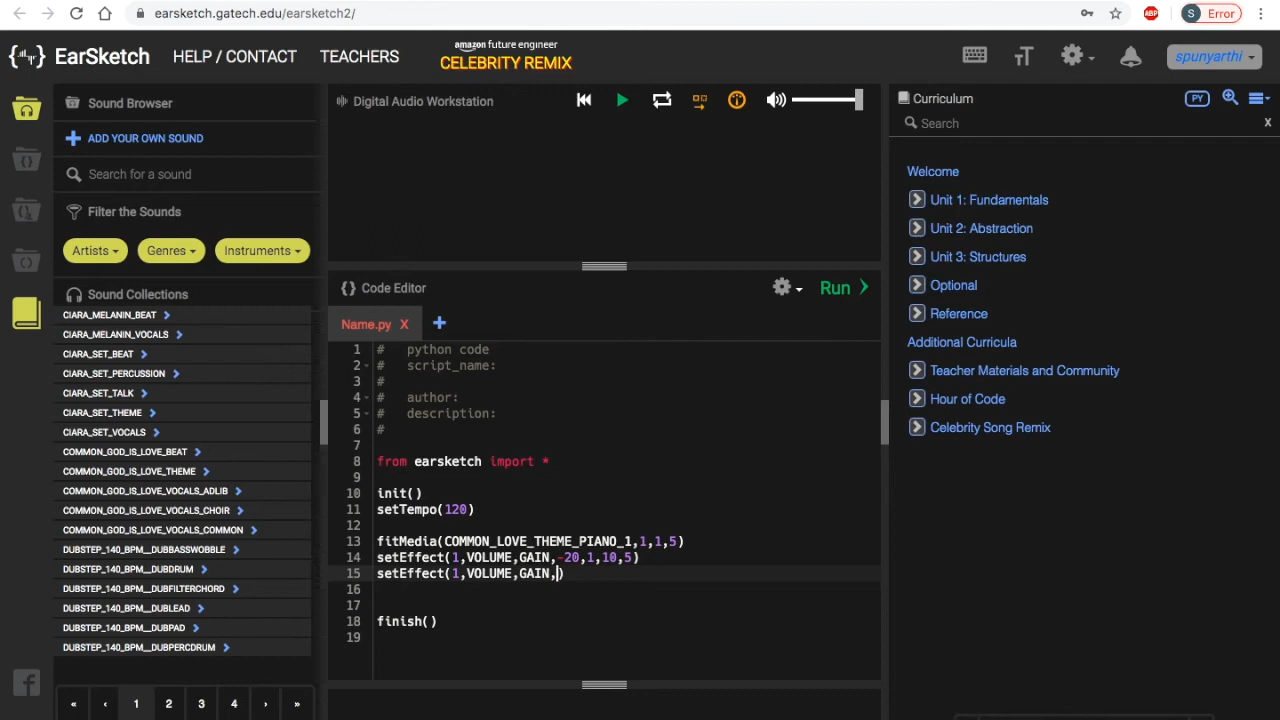 earsketch.gatech.edu/earsketch2/
ABP
S Error
EarSketch
HELP / CONTACT
TEACHERS
amazon future engineer
CELEBRITY REMIX
spunyarthi
Sound Browser
ADD YOUR OWN SOUND
Search for a sound
Filter the Sounds
Artists
Genres
Instruments
Sound Collections
CIARA_MELANIN_BEAT
CIARA_MELANIN_VOCALS
CIARA_SET_BEAT
CIARA_SET_PERCUSSION
CIARA_SET_TALK
CIARA_SET_THEME
CIARA_SET_VOCALS
COMMON_GOD_IS_LOVE_BEAT
COMMON_GOD_IS_LOVE_THEME
COMMON_GOD_IS_LOVE_VOCALS_ADLIB
COMMON_GOD_IS_LOVE_VOCALS_CHOIR
COMMON_GOD_IS_LOVE_VOCALS_COMMON
DUBSTEP_140_BPM__DUBBASSWOBBLE
DUBSTEP_140_BPM__DUBDRUM
DUBSTEP_140_BPM__DUBFILTERCHORD
DUBSTEP_140_BPM__DUBLEAD
DUBSTEP_140_BPM__DUBPAD
DUBSTEP_140_BPM__DUBPERCDRUM
« ‹ 1 2 3 4 › »
Digital Audio Workstation
{} Code Editor
Run
Name.py X
1 # python code
2 # script_name:
3 #
4 # author:
5 # description:
6 #
7
8 from earsketch import *
9
10 init()
11 setTempo(120)
12
13 fitMedia(COMMON_LOVE_THEME_PIANO_1,1,1,5)
14 setEffect(1,VOLUME,GAIN,-20,1,10,5)
15 setEffect(1,VOLUME,GAIN,)
16
17
18 finish()
19
Curriculum
PY
Search
X
Welcome
Unit 1: Fundamentals
Unit 2: Abstraction
Unit 3: Structures
Optional
Reference
Additional Curricula
Teacher Materials and Community
Hour of Code
Celebrity Song Remix